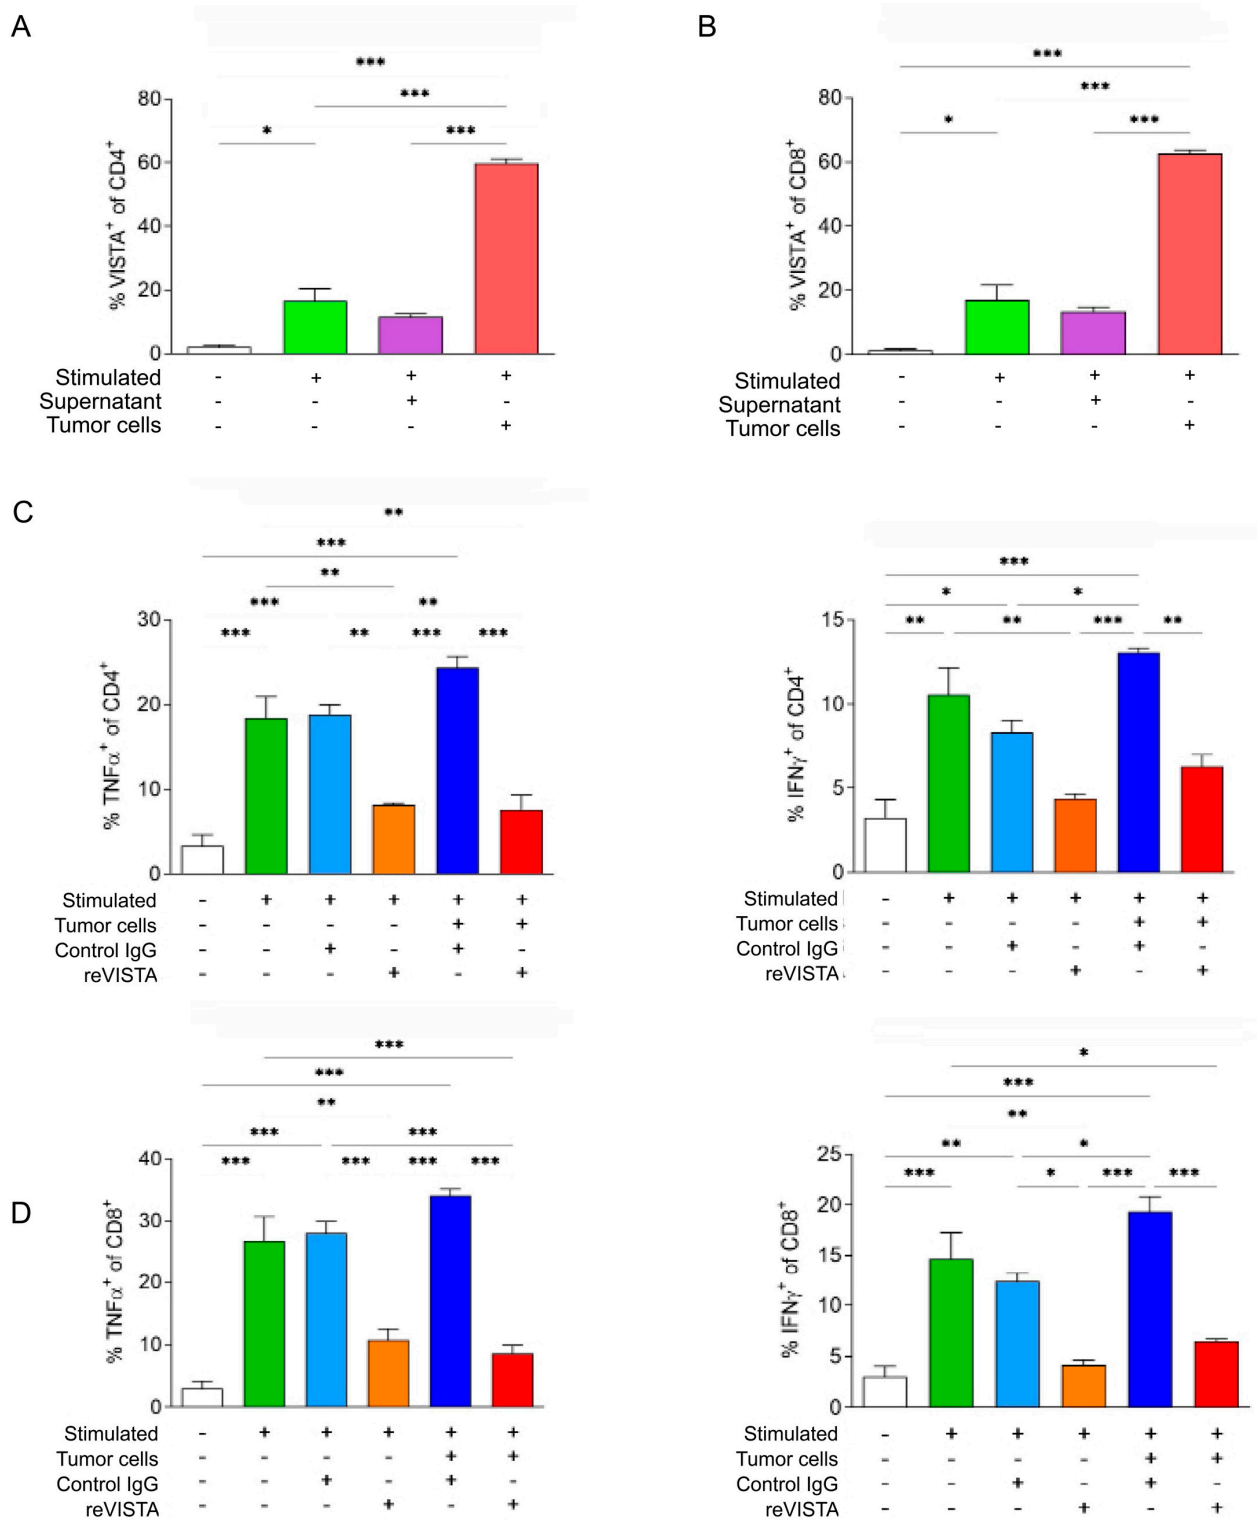 A
***
***
*
***
80
60
40
20
0
% VISTA+ of CD4+
Stimulated - + + +
Supernatant - - + -
Tumor cells - - - +
B
***
***
*
***
80
60
40
20
0
% VISTA+ of CD8+
Stimulated - + + +
Supernatant - - + -
Tumor cells - - - +
C
**
***
**
*** **
*** ** *** ***
30
20
10
0
% TNFα+ of CD4+
Stimulated - + + + + +
Tumor cells - - - - + +
Control IgG - - + - + -
reVISTA - - - + - +
***
* *
** ** *** **
15
10
5
0
% IFNγ+ of CD4+
Stimulated - + + + + +
Tumor cells - - - - + +
Control IgG - - + - + -
reVISTA - - - + - +
D
***
***
**
*** ***
*** *** *** ***
40
30
20
10
0
% TNFα+ of CD8+
Stimulated - + + + + +
Tumor cells - - - - + +
Control IgG - - + - + -
reVISTA - - - + - +
*
***
**
** *
*** * *** ***
25
20
15
10
5
0
% IFNγ+ of CD8+
Stimulated - + + + + +
Tumor cells - - - - + +
Control IgG - - + - + -
reVISTA - - - + - +